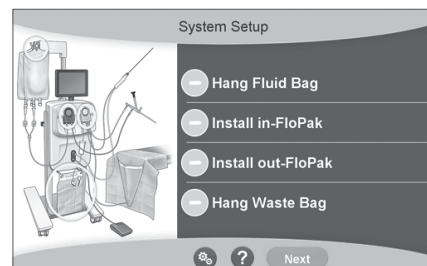 System Setup
Hang Fluid Bag
Install in-FloPak
Install out-FloPak
Hang Waste Bag
?
Next